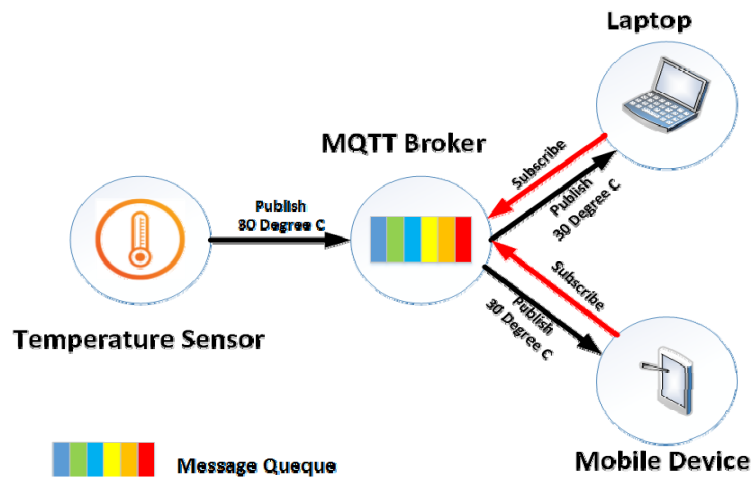 Laptop
MQTT Broker
Subscribe
Publish
30 Degree C
Publish
30 Degree C
Subscribe
Publish
30 Degree C
Temperature Sensor
Mobile Device
Message Queque